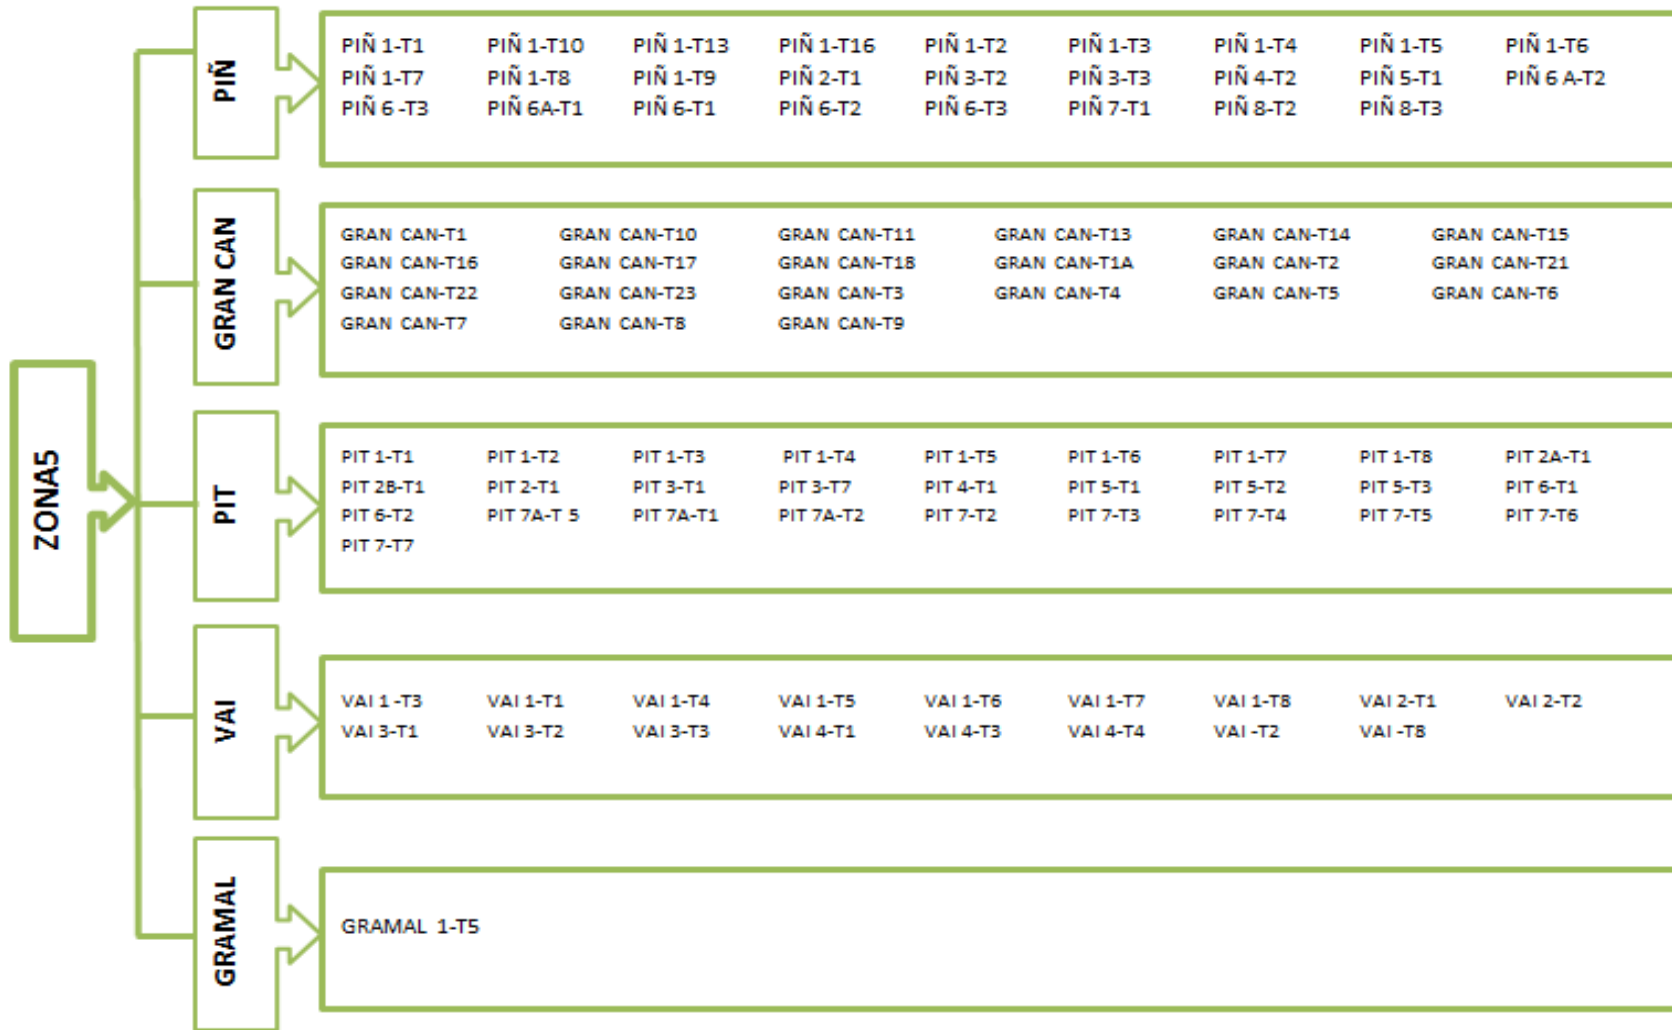 ZONA5
PIÑ
PIÑ 1-T1 PIÑ 1-T10 PIÑ 1-T13 PIÑ 1-T16 PIÑ 1-T2 PIÑ 1-T3 PIÑ 1-T4 PIÑ 1-T5 PIÑ 1-T6
PIÑ 1-T7 PIÑ 1-T8 PIÑ 1-T9 PIÑ 2-T1 PIÑ 3-T2 PIÑ 3-T3 PIÑ 4-T2 PIÑ 5-T1 PIÑ 6 A-T2
PIÑ 6 -T3 PIÑ 6A-T1 PIÑ 6-T1 PIÑ 6-T2 PIÑ 6-T3 PIÑ 7-T1 PIÑ 8-T2 PIÑ 8-T3
GRAN CAN
GRAN CAN-T1 GRAN CAN-T10 GRAN CAN-T11 GRAN CAN-T13 GRAN CAN-T14 GRAN CAN-T15
GRAN CAN-T16 GRAN CAN-T17 GRAN CAN-T18 GRAN CAN-T1A GRAN CAN-T2 GRAN CAN-T21
GRAN CAN-T22 GRAN CAN-T23 GRAN CAN-T3 GRAN CAN-T4 GRAN CAN-T5 GRAN CAN-T6
GRAN CAN-T7 GRAN CAN-T8 GRAN CAN-T9
PIT
PIT 1-T1 PIT 1-T2 PIT 1-T3 PIT 1-T4 PIT 1-T5 PIT 1-T6 PIT 1-T7 PIT 1-T8 PIT 2A-T1
PIT 2B-T1 PIT 2-T1 PIT 3-T1 PIT 3-T7 PIT 4-T1 PIT 5-T1 PIT 5-T2 PIT 5-T3 PIT 6-T1
PIT 6-T2 PIT 7A-T 5 PIT 7A-T1 PIT 7A-T2 PIT 7-T2 PIT 7-T3 PIT 7-T4 PIT 7-T5 PIT 7-T6
PIT 7-T7
VAI
VAI 1 -T3 VAI 1-T1 VAI 1-T4 VAI 1-T5 VAI 1-T6 VAI 1-T7 VAI 1-T8 VAI 2-T1 VAI 2-T2
VAI 3-T1 VAI 3-T2 VAI 3-T3 VAI 4-T1 VAI 4-T3 VAI 4-T4 VAI -T2 VAI -T8
GRAMAL
GRAMAL 1-T5